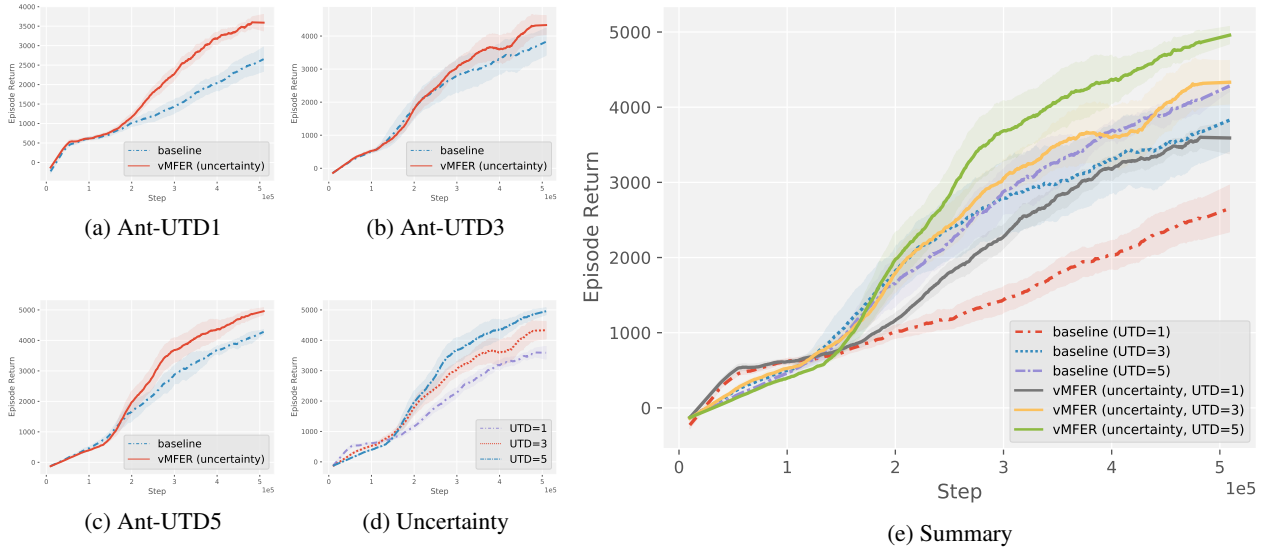 4000
3500
3000
2500
2000
1500
1000
500
0
Episode Return
baseline
vMFER (uncertainty)
0
1
2
3
4
5
Step
1e5
(a) Ant-UTD1
5000
4000
3000
2000
1000
0
Episode Return
baseline
vMFER (uncertainty)
0
1
2
3
4
5
Step
1e5
(b) Ant-UTD3
5000
4000
3000
2000
1000
0
Episode Return
baseline
vMFER (uncertainty)
0
1
2
3
4
5
Step
1e5
(c) Ant-UTD5
5000
4000
3000
2000
1000
0
Episode Return
UTD=1
UTD=3
UTD=5
0
1
2
3
4
5
Step
1e5
(d) Uncertainty
5000
4000
3000
2000
1000
0
Episode Return
baseline (UTD=1)
baseline (UTD=3)
baseline (UTD=5)
vMFER (uncertainty, UTD=1)
vMFER (uncertainty, UTD=3)
vMFER (uncertainty, UTD=5)
0
1
2
3
4
5
Step
1e5
(e) Summary